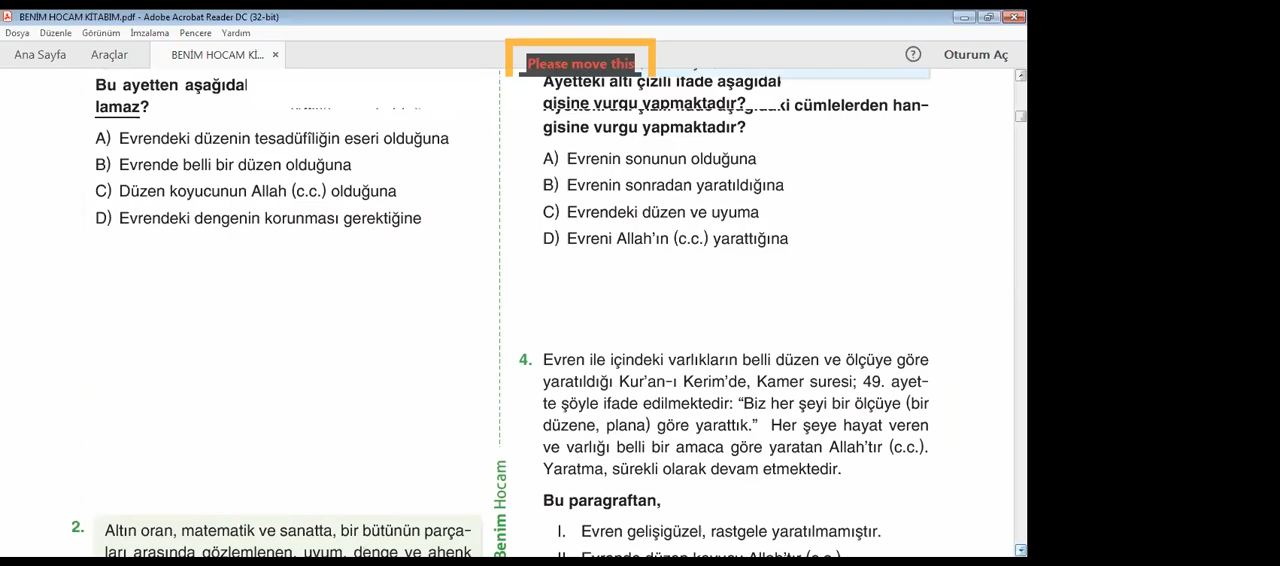 BENİM HOCAM KİTABIM.pdf - Adobe Acrobat Reader DC (32-bit)
Dosya Düzenle Görünüm İmzalama Pencere Yardım
Ana Sayfa Araçlar BENİM HOCAM Kİ... × ? Oturum Aç
Please move this
Bu ayetten aşağıdal
lamaz?
A) Evrendeki düzenin tesadüfîliğin eseri olduğuna
B) Evrende belli bir düzen olduğuna
C) Düzen koyucunun Allah (c.c.) olduğuna
D) Evrendeki dengenin korunması gerektiğine
2. Altın oran, matematik ve sanatta, bir bütünün parça-
ları arasında gözlemlenen, uyum, denge ve ahenk
Benim Hocam
Ayetteki altı çizili ifade aşağıdal
gisine vurgu yapmaktadır?
cümlelerden han-
gisine vurgu yapmaktadır?
A) Evrenin sonunun olduğuna
B) Evrenin sonradan yaratıldığına
C) Evrendeki düzen ve uyuma
D) Evreni Allah'ın (c.c.) yarattığına
4. Evren ile içindeki varlıkların belli düzen ve ölçüye göre
yaratıldığı Kur'an-ı Kerim'de, Kamer suresi; 49. ayet-
te şöyle ifade edilmektedir: “Biz her şeyi bir ölçüye (bir
düzene, plana) göre yarattık.” Her şeye hayat veren
ve varlığı belli bir amaca göre yaratan Allah'tır (c.c.).
Yaratma, sürekli olarak devam etmektedir.
Bu paragraftan,
I. Evren gelişigüzel, rastgele yaratılmamıştır.
II. Evrende düzen koyucu Allah'tır (c.c.).